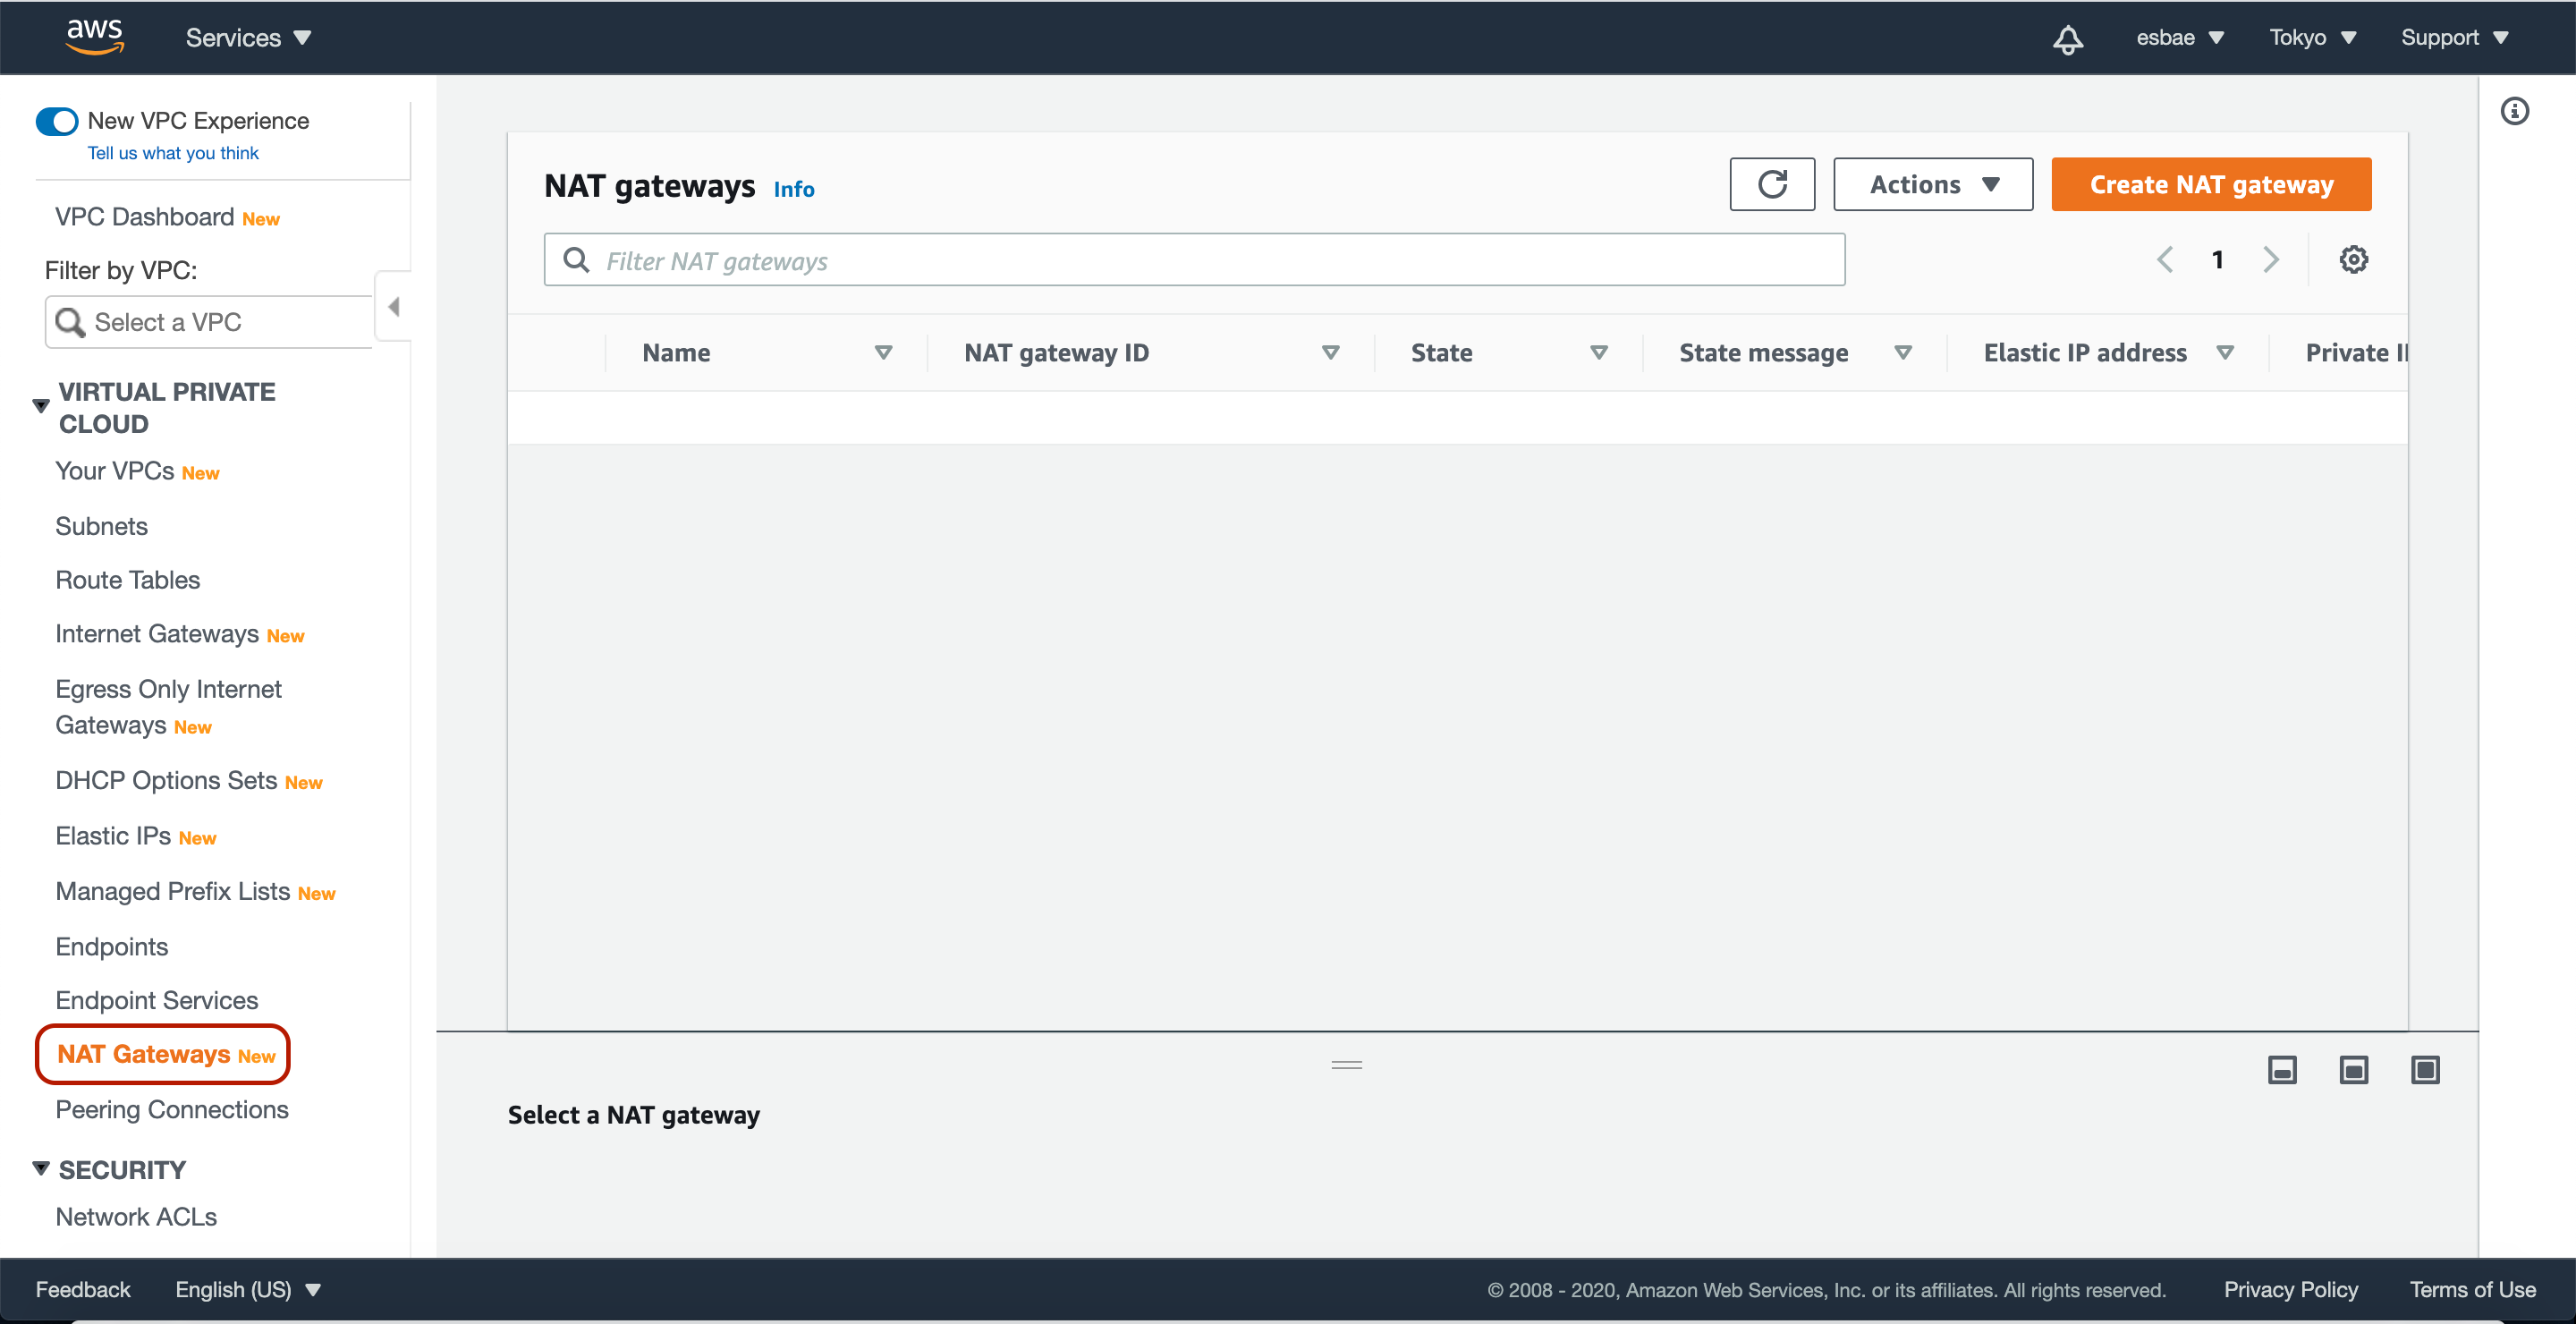 aws
Services
esbae
Tokyo
Support
New VPC Experience
Tell us what you think
VPC Dashboard New
Filter by VPC:
Select a VPC
VIRTUAL PRIVATE
CLOUD
Your VPCs New
Subnets
Route Tables
Internet Gateways New
Egress Only Internet
Gateways New
DHCP Options Sets New
Elastic IPs New
Managed Prefix Lists New
Endpoints
Endpoint Services
NAT Gateways New
Peering Connections
SECURITY
Network ACLs
NAT gateways Info
Actions
Create NAT gateway
Filter NAT gateways
1
Name
NAT gateway ID
State
State message
Elastic IP address
Private
Select a NAT gateway
Feedback
English (US)
© 2008 - 2020, Amazon Web Services, Inc. or its affiliates. All rights reserved.
Privacy Policy
Terms of Use